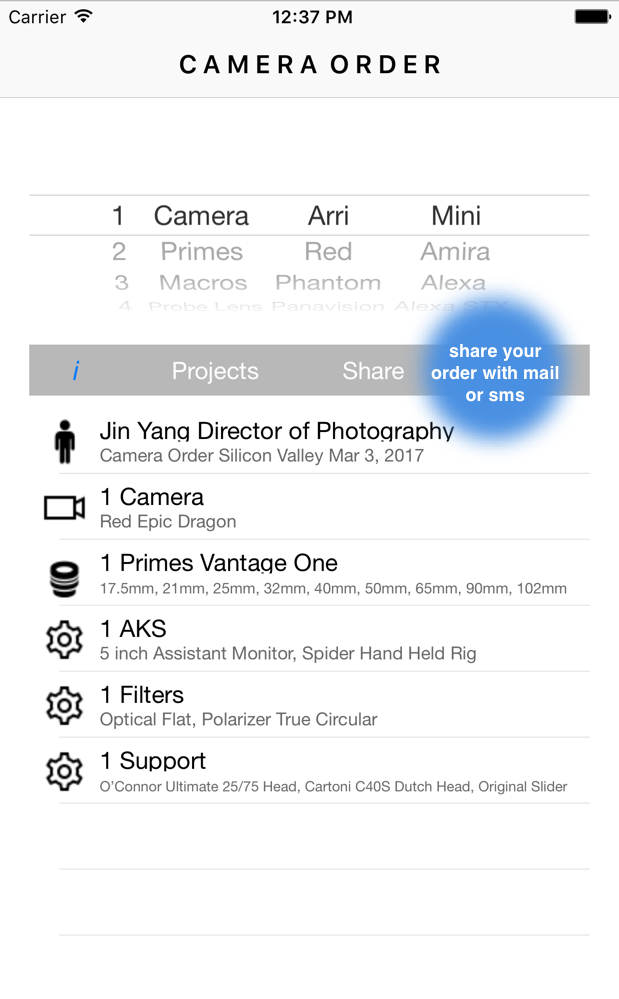 Carrier 12:37 PM
CAMERA ORDER
1 Camera Arri Mini
2 Primes Red Amira
3 Macros Phantom Alexa
4 Probe Lens Panavision Alexa STX
i Projects Share
share your
order with mail
or sms
Jin Yang Director of Photography
Camera Order Silicon Valley Mar 3, 2017
1 Camera
Red Epic Dragon
1 Primes Vantage One
17.5mm, 21mm, 25mm, 32mm, 40mm, 50mm, 65mm, 90mm, 102mm
1 AKS
5 inch Assistant Monitor, Spider Hand Held Rig
1 Filters
Optical Flat, Polarizer True Circular
1 Support
O'Connor Ultimate 25/75 Head, Cartoni C40S Dutch Head, Original Slider